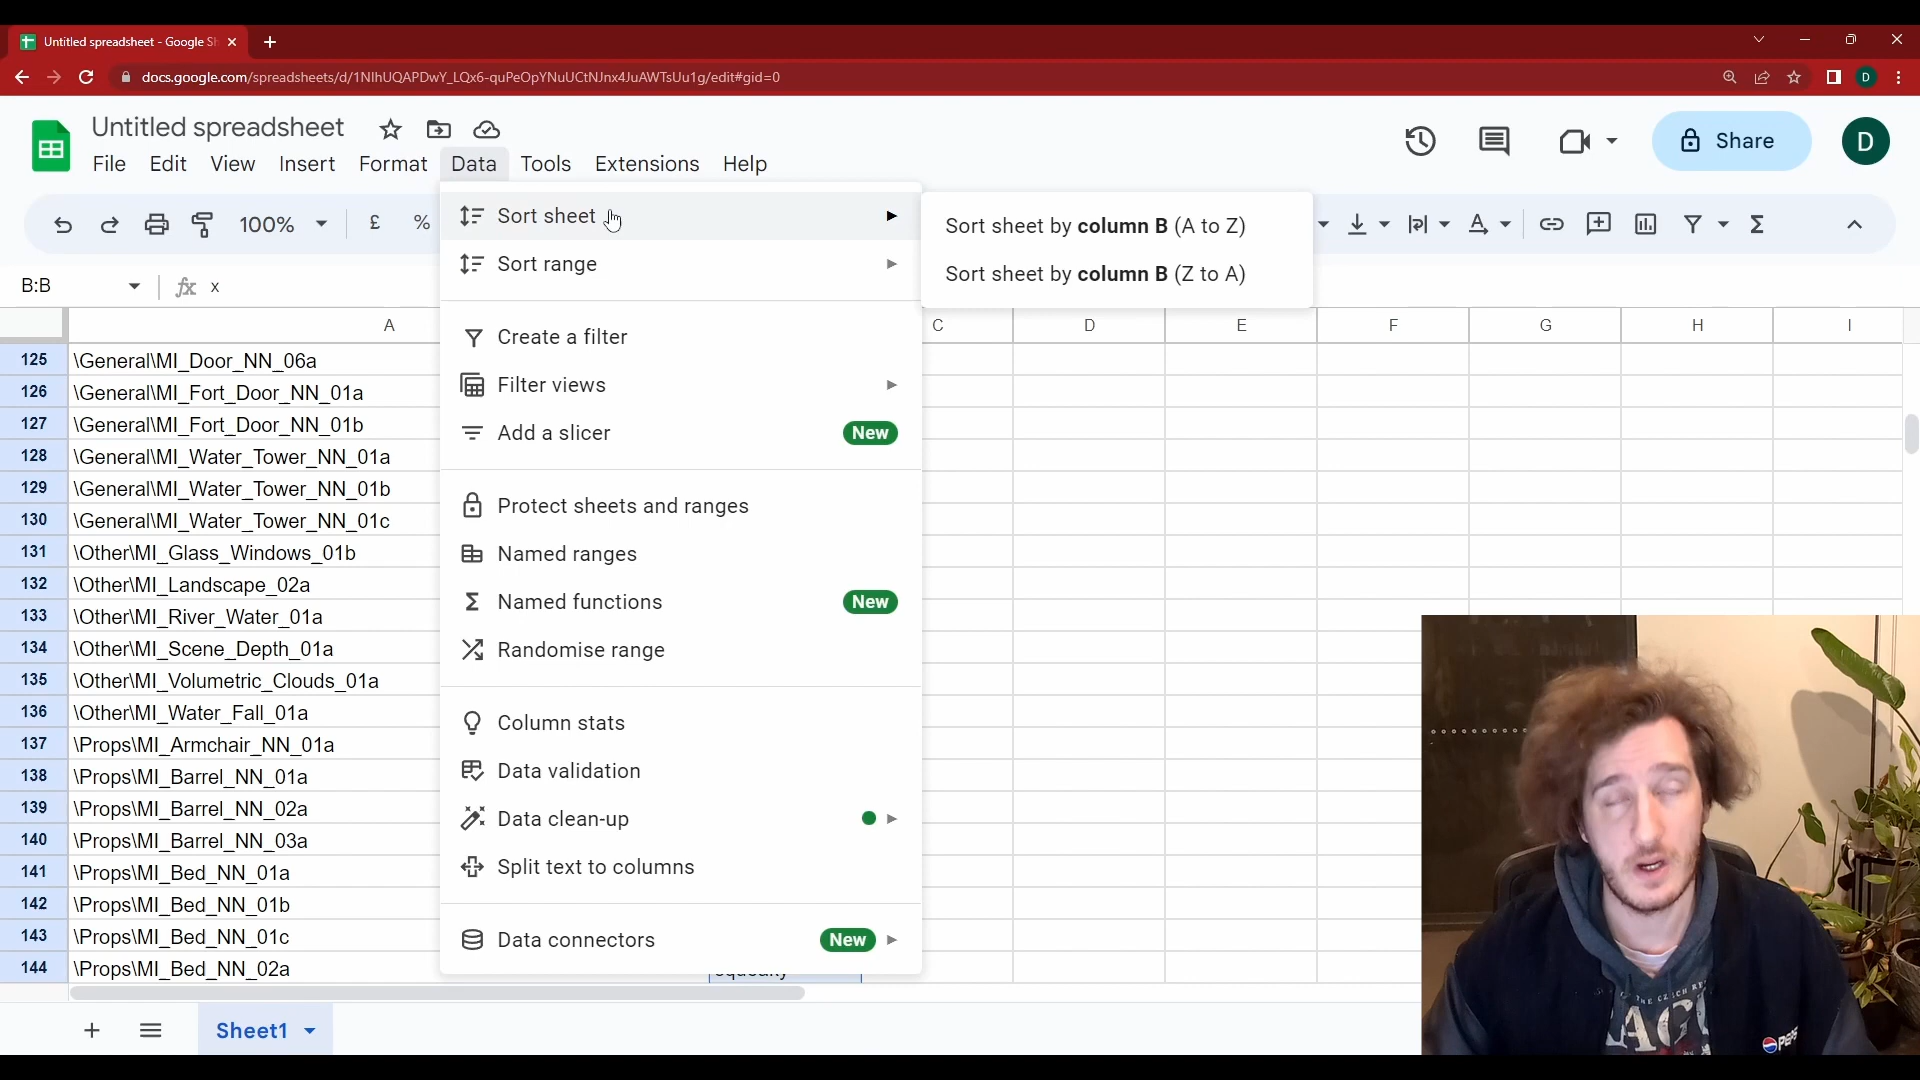 Untitled spreadsheet - Google Sh
docs.google.com/spreadsheets/d/1NIhUQAPDwY_LQx6-quPeOpYNuUCtNJnx4JuAWTsUu1g/edit#gid=0
D
Untitled spreadsheet
File Edit View Insert Format Data Tools Extensions Help
Share
D
100%
£
%
Sort sheet
Sort sheet by column B (A to Z)
Sort range
Sort sheet by column B (Z to A)
B:B
fx x
A C D E F G H I
Create a filter
Filter views
Add a slicer New
Protect sheets and ranges
Named ranges
Named functions New
Randomise range
Column stats
Data validation
Data clean-up
Split text to columns
Data connectors New
125 \General\MI_Door_NN_06a
126 \General\MI_Fort_Door_NN_01a
127 \General\MI_Fort_Door_NN_01b
128 \General\MI_Water_Tower_NN_01a
129 \General\MI_Water_Tower_NN_01b
130 \General\MI_Water_Tower_NN_01c
131 \Other\MI_Glass_Windows_01b
132 \Other\MI_Landscape_02a
133 \Other\MI_River_Water_01a
134 \Other\MI_Scene_Depth_01a
135 \Other\MI_Volumetric_Clouds_01a
136 \Other\MI_Water_Fall_01a
137 \Props\MI_Armchair_NN_01a
138 \Props\MI_Barrel_NN_01a
139 \Props\MI_Barrel_NN_02a
140 \Props\MI_Barrel_NN_03a
141 \Props\MI_Bed_NN_01a
142 \Props\MI_Bed_NN_01b
143 \Props\MI_Bed_NN_01c
144 \Props\MI_Bed_NN_02a
Sheet1